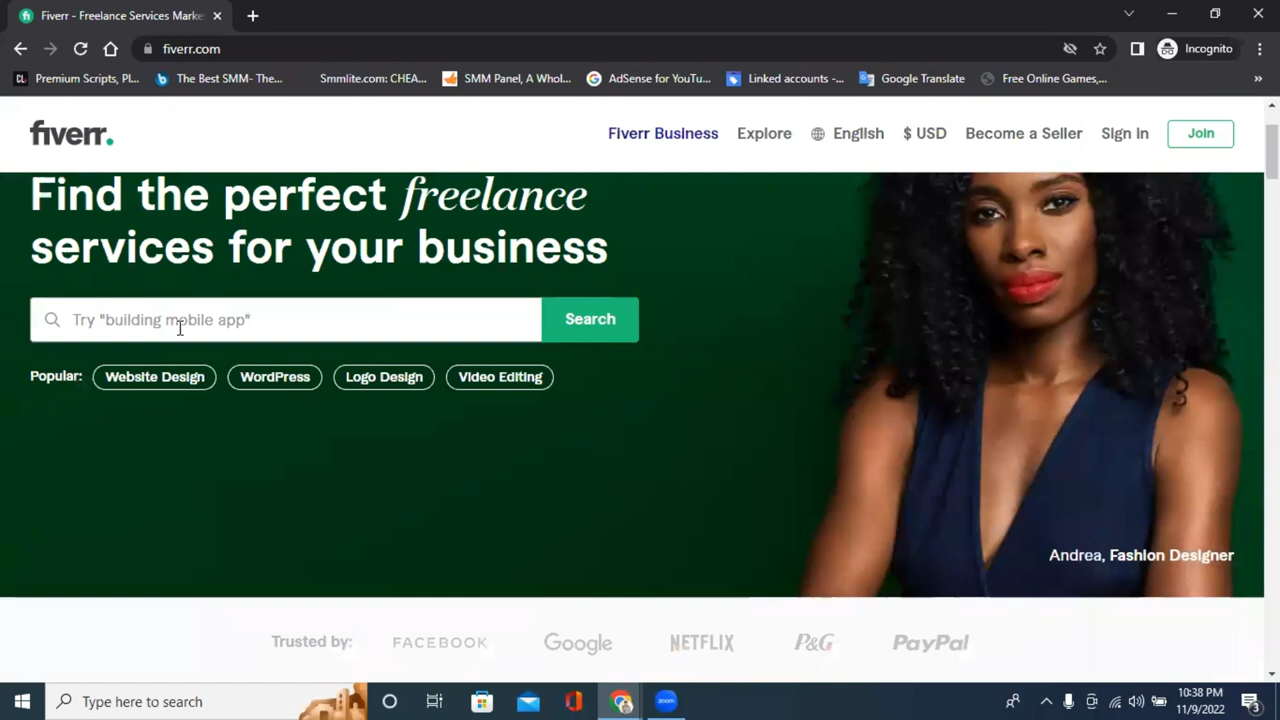 Fiverr - Freelance Services Marke
fiverr.com
Incognito
Premium Scripts, Pl...
The Best SMM- The...
Smmlite.com: CHEA...
SMM Panel, A Whol...
AdSense for YouTu...
Linked accounts -...
Google Translate
Free Online Games,...
fiverr.
Fiverr Business
Explore
English
$ USD
Become a Seller
Sign In
Join
Find the perfect freelance
services for your business
Try "building mobile app"
Search
Popular:
Website Design
WordPress
Logo Design
Video Editing
Andrea, Fashion Designer
Trusted by:
FACEBOOK
Google
NETFLIX
P&G
PayPal
Type here to search
zoom
10:38 PM
11/9/2022
3